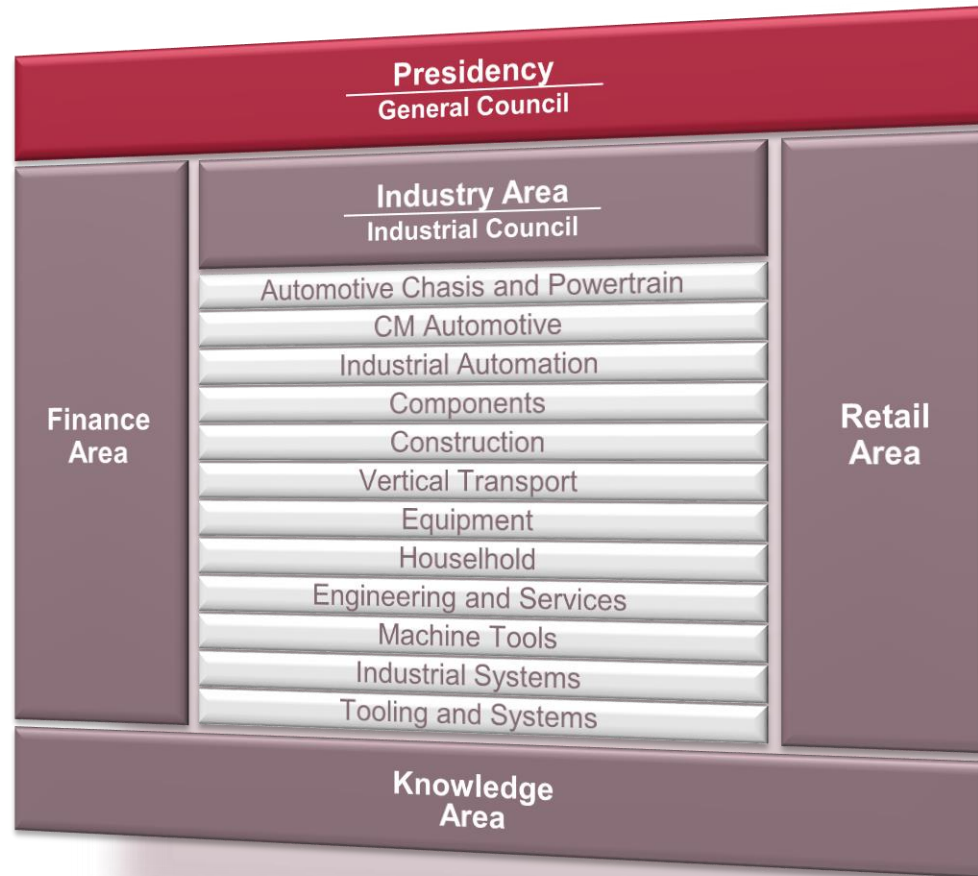 Presidency
General Council
Industry Area
Industrial Council
Automotive Chasis and Powertrain
CM Automotive
Industrial Automation
Components
Construction
Vertical Transport
Equipment
Houselhold
Engineering and Services
Machine Tools
Industrial Systems
Tooling and Systems
Finance
Area
Retail
Area
Knowledge
Area